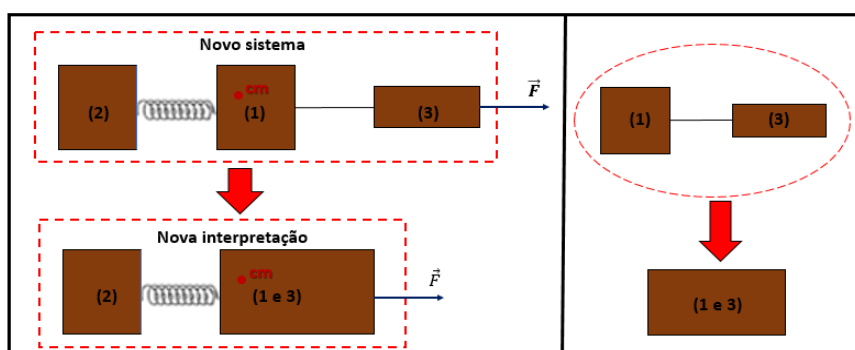 Novo sistema
cm
(2)
(1)
(3)
F
Nova interpretação
cm
(2)
(1 e 3)
F
(1)
(3)
(1 e 3)